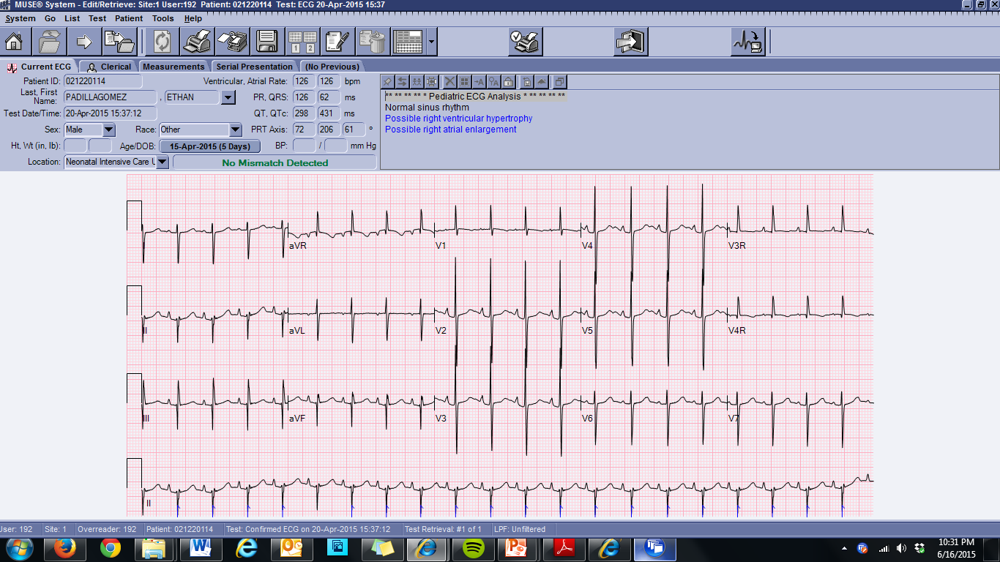 MUSE® System - Edit/Retrieve: Site:1 User:192 Patient: 021220114 Test: ECG 20-Apr-2015 15:37
System Go List Test Patient Tools Help
1 2
Current ECG Clerical Measurements Serial Presentation (No Previous)
Patient ID: 021220114 Ventricular, Atrial Rate: 126 126 bpm
Last, First Name: PADILLAGOMEZ , ETHAN PR, QRS: 126 62 ms
Test Date/Time: 20-Apr-2015 15:37:12 QT, QTc: 298 431 ms
Sex: Male Race: Other PRT Axis: 72 206 61 °
Ht, Wt (in, lb): Age/DOB: 15-Apr-2015 (5 Days) BP: / mm Hg
Location: Neonatal Intensive Care U No Mismatch Detected
** ** ** ** * Pediatric ECG Analysis * ** ** ** **
Normal sinus rhythm
Possible right ventricular hypertrophy
Possible right atrial enlargement
aVR V1 V4 V3R
II aVL V2 V5 V4R
III aVF V3 V6 V7
II
User: 192 Site: 1 Overreader: 192 Patient: 021220114 Test: Confirmed ECG on 20-Apr-2015 15:37:12 Test Retrieval: #1 of 1 LPF: Unfiltered
10:31 PM
6/16/2015